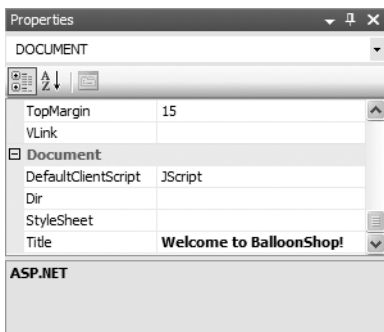 Properties
DOCUMENT
TopMargin 15
VLink
Document
DefaultClientScript JScript
Dir
StyleSheet
Title Welcome to BalloonShop!
ASP.NET